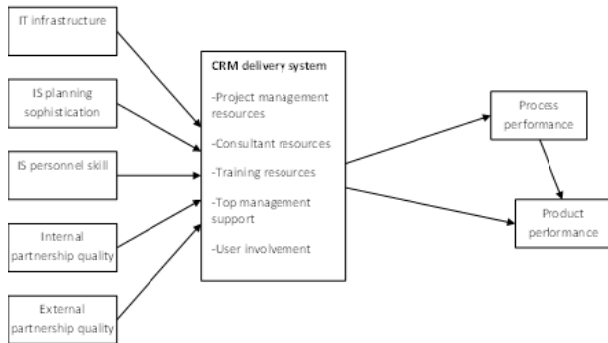 IT infrastructure
IS planning
sophistication
IS personnel skill
Internal
partnership quality
External
partnership quality
CRM delivery system
-Project management
resources
-Consultant resources
-Training resources
-Top management
support
-User involvement
Process
performance
Product
performance